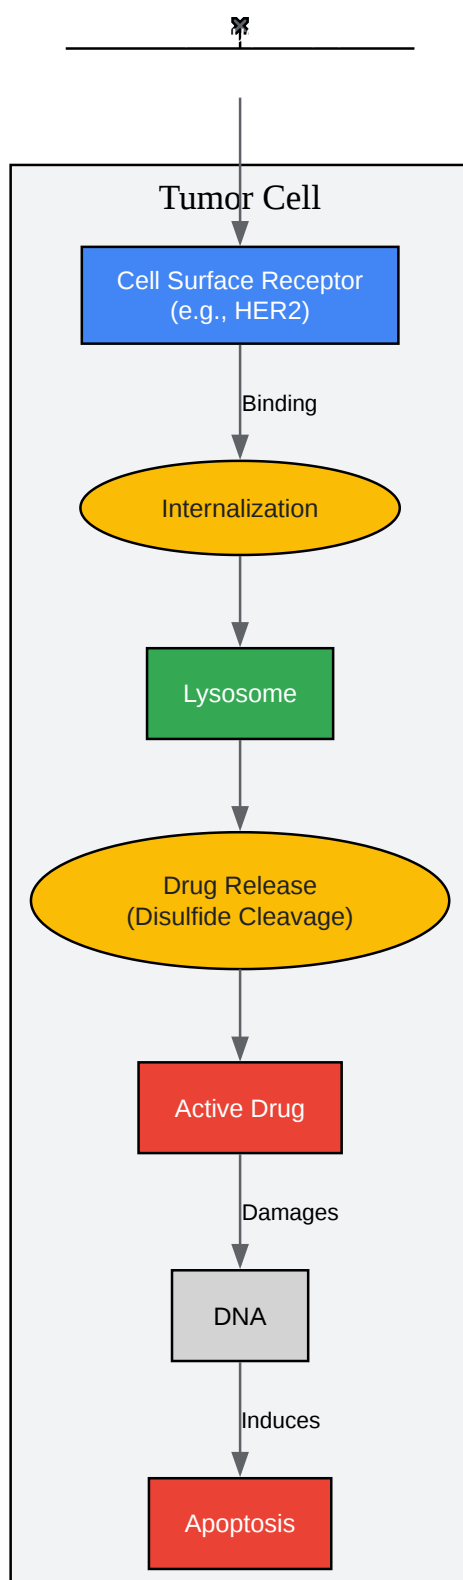 Tumor Cell
Cell Surface Receptor
(e.g., HER2)
Binding
Internalization
Lysosome
Drug Release
(Disulfide Cleavage)
Active Drug
Damages
DNA
Induces
Apoptosis